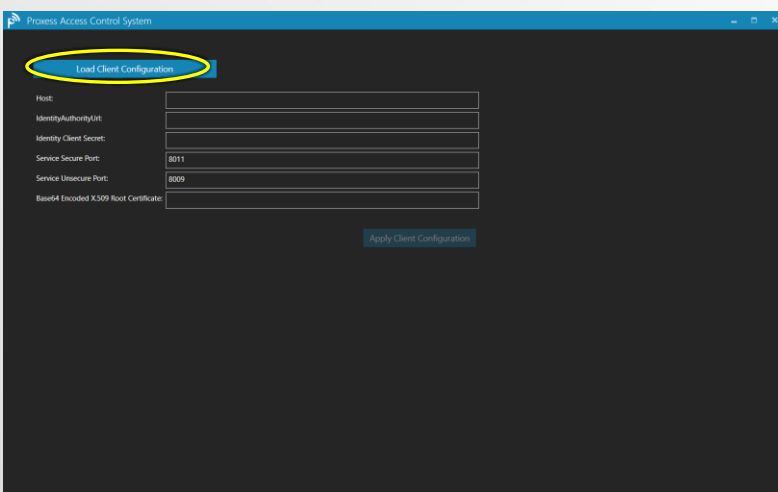 Proxess Access Control System
Load Client Configuration
Host:
IdentityAuthorityUrl:
Identity Client Secret:
Service Secure Port: 8011
Service Unsecure Port: 8009
Base64 Encoded X.509 Root Certificate:
Apply Client Configuration